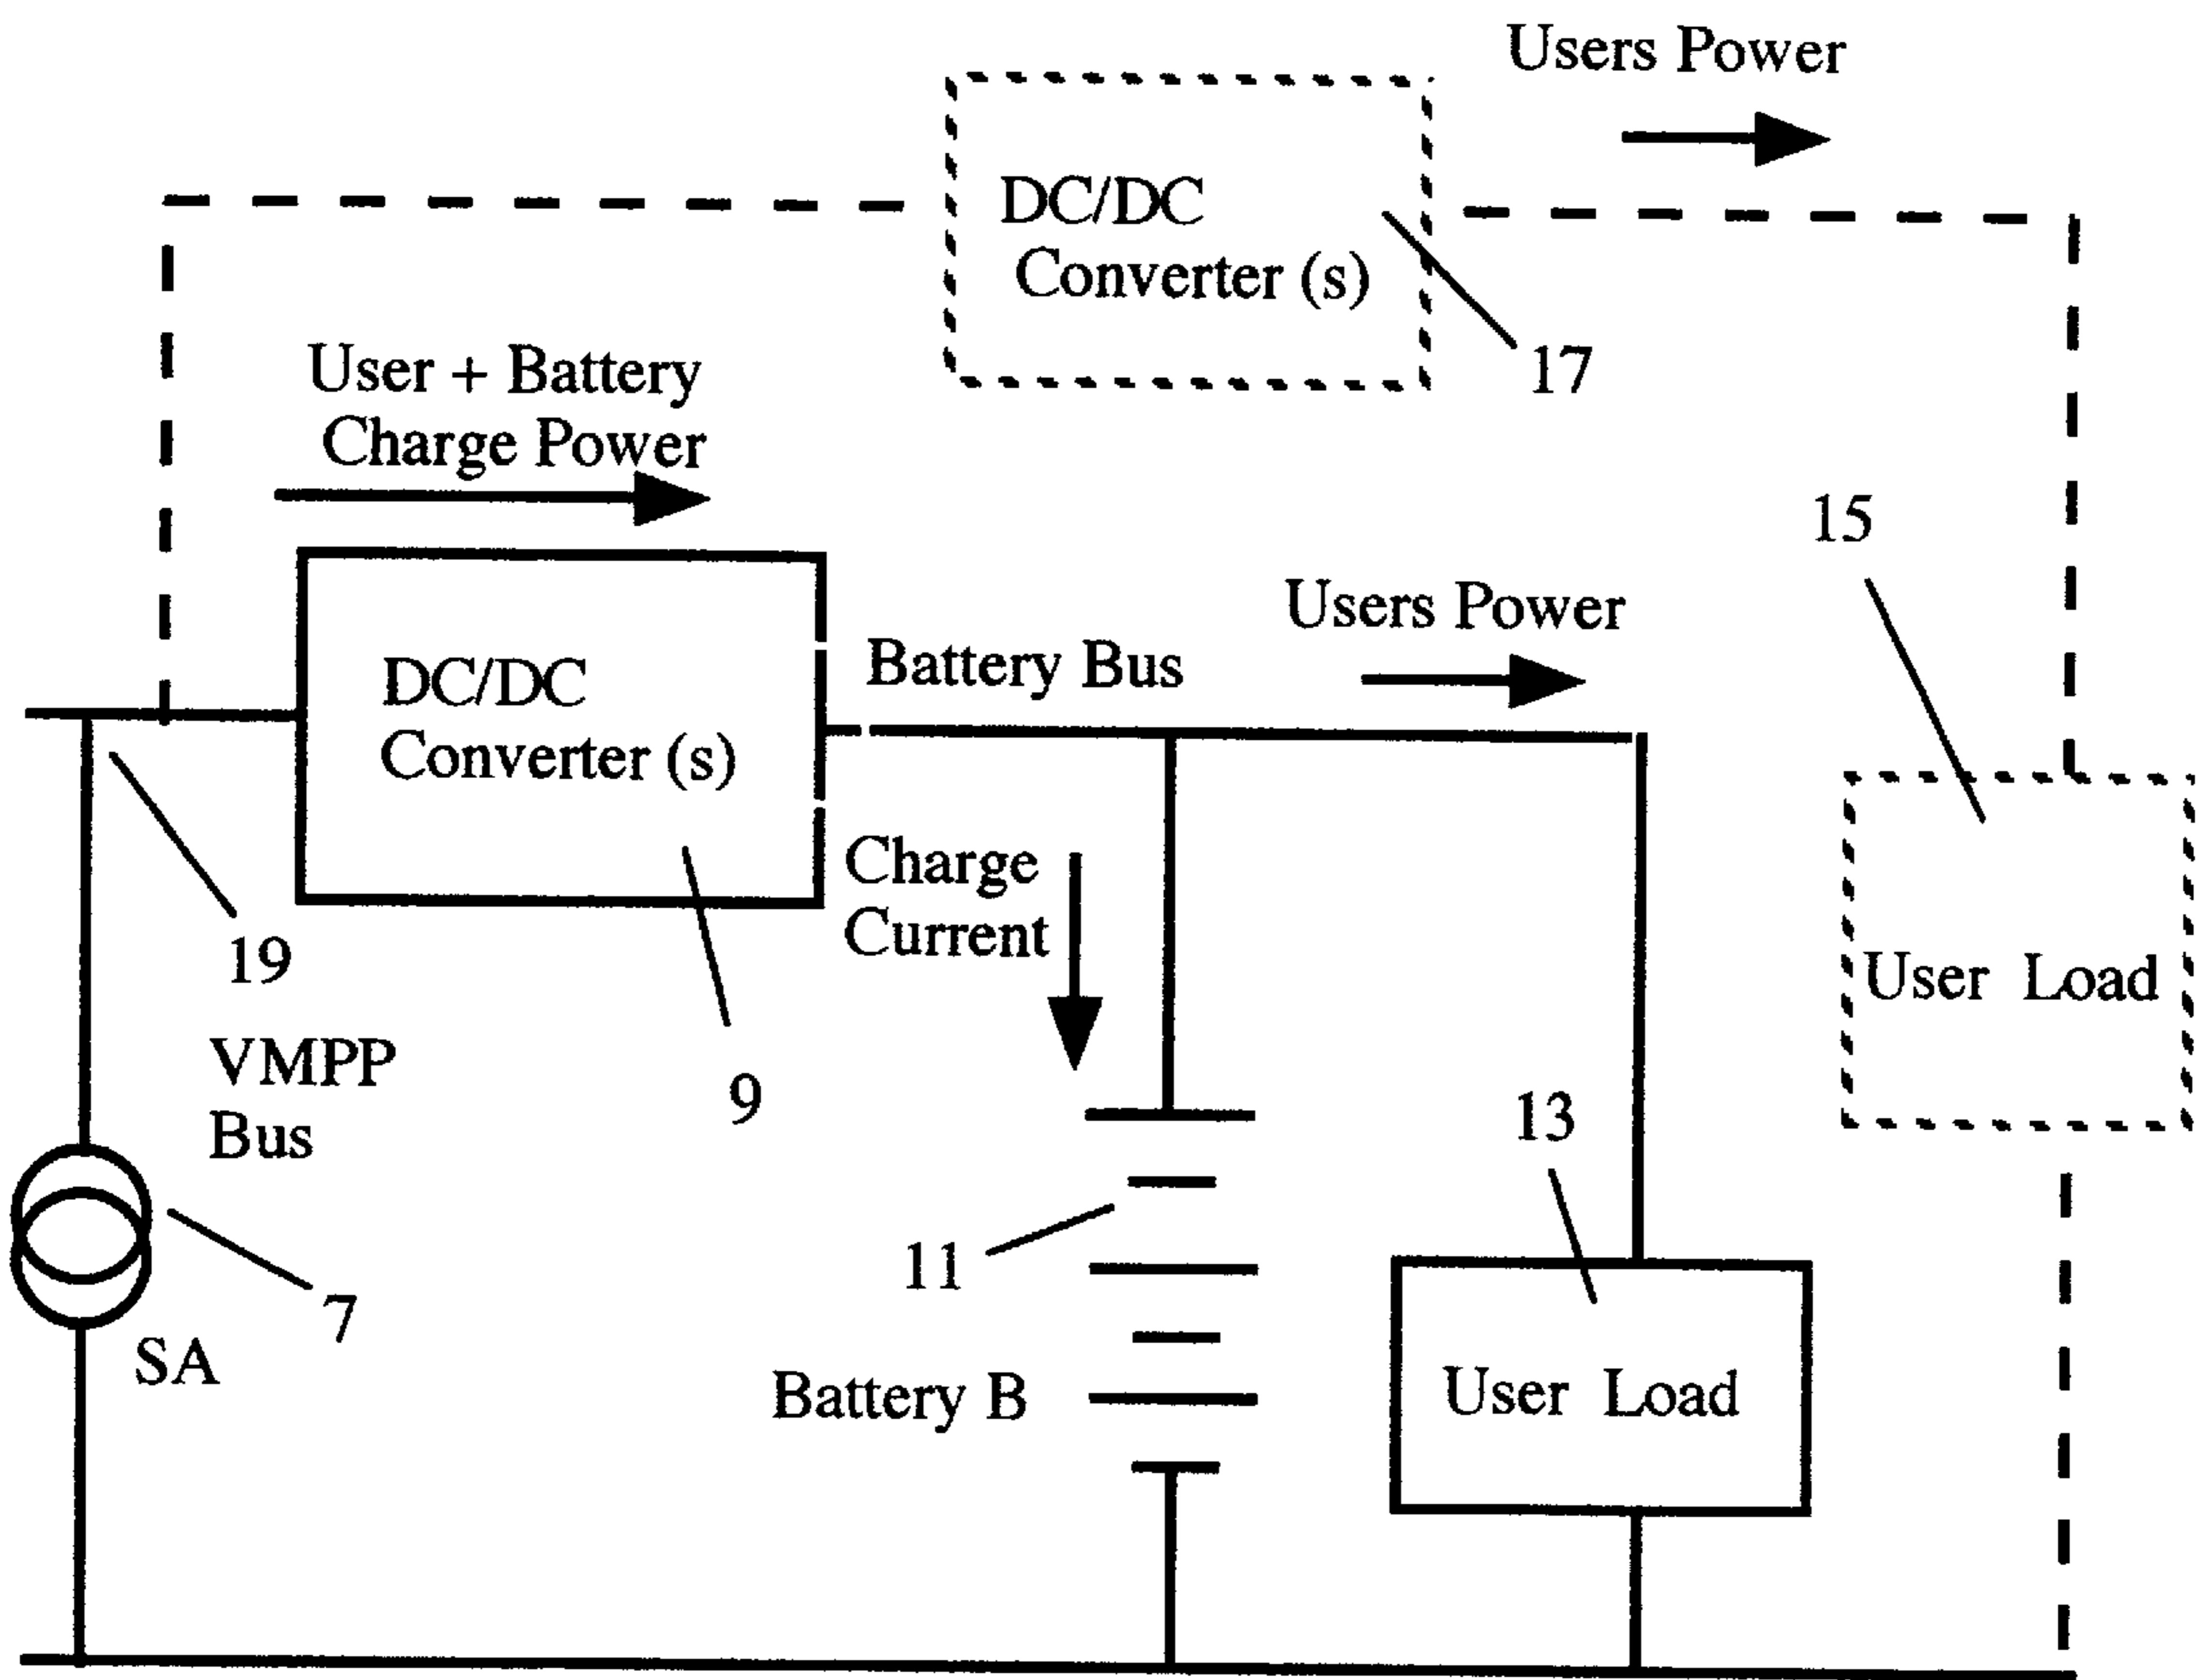 Users Power
DC/DC
Converter (s)
17
User + Battery
Charge Power
15
Users Power
Battery Bus
DC/DC
Converter (s)
Charge
Current
19
User Load
VMPP
Bus
9
13
11
7
SA
Battery B
User Load